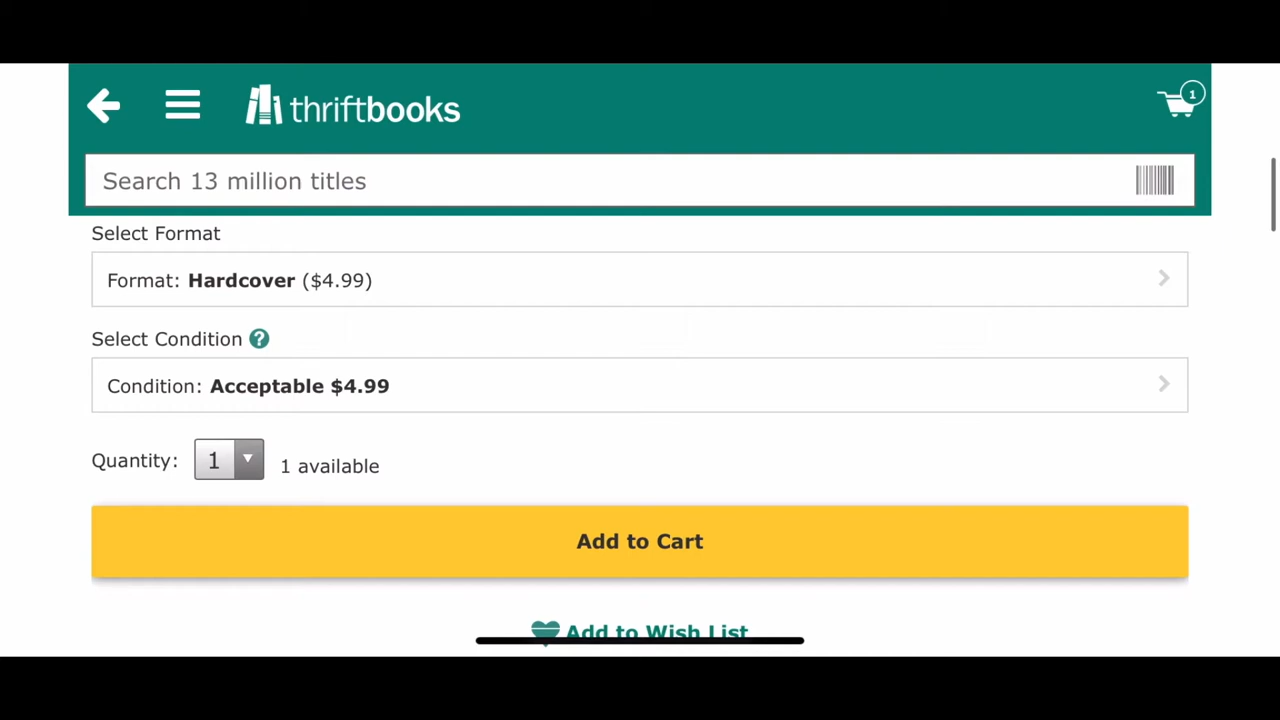 thriftbooks
1
Search 13 million titles
Select Format
Format: Hardcover ($4.99)
Select Condition ?
Condition: Acceptable $4.99
Quantity: 1 1 available
Add to Cart
Add to Wish List